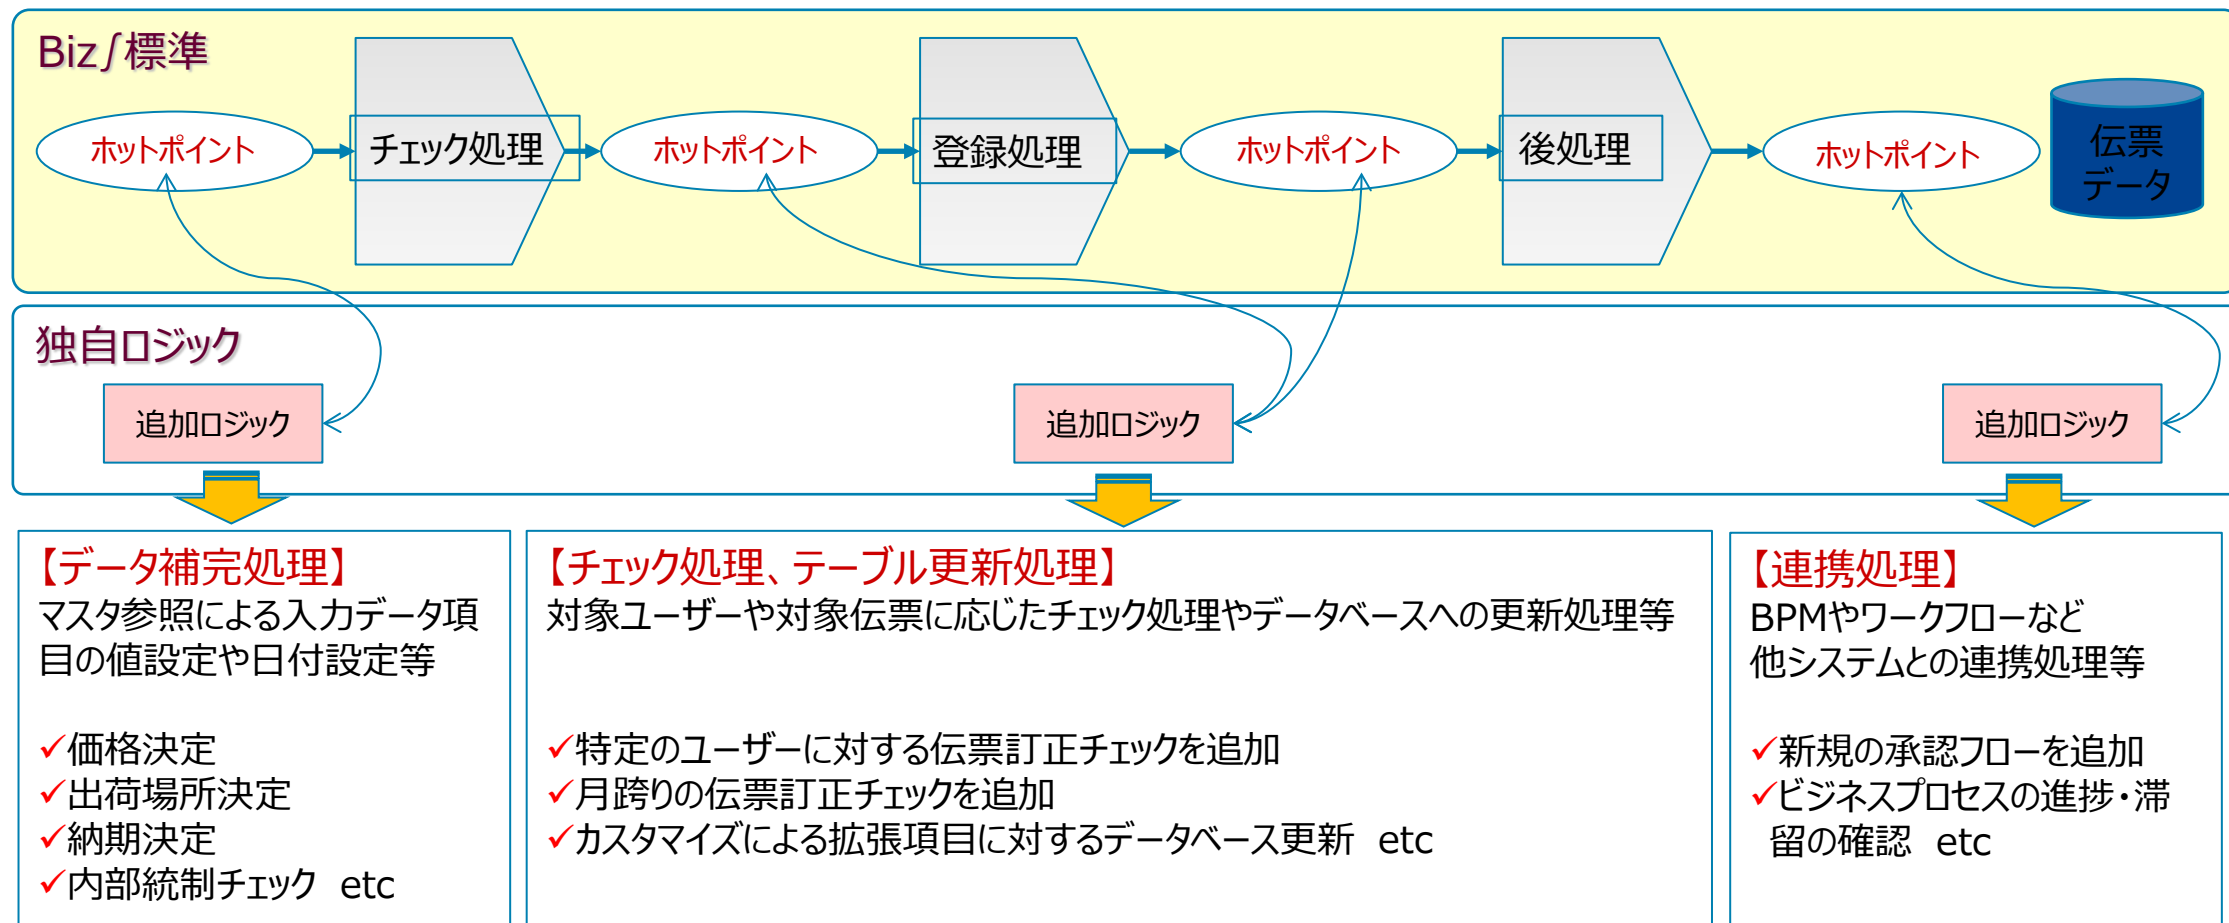 Biz∫標準
ホットポイント
チェック処理
ホットポイント
登録処理
ホットポイント
後処理
ホットポイント
伝票
データ
独自ロジック
追加ロジック
追加ロジック
追加ロジック
【データ補完処理】
マスタ参照による入力データ項
目の値設定や日付設定等
✓価格決定
✓出荷場所決定
✓納期決定
✓内部統制チェック etc
【チェック処理、テーブル更新処理】
対象ユーザーや対象伝票に応じたチェック処理やデータベースへの更新処理等
✓特定のユーザーに対する伝票訂正チェックを追加
✓月跨りの伝票訂正チェックを追加
✓カスタマイズによる拡張項目に対するデータベース更新 etc
【連携処理】
BPMやワークフローなど
他システムとの連携処理等
✓新規の承認フローを追加
✓ビジネスプロセスの進捗・滞
留の確認 etc